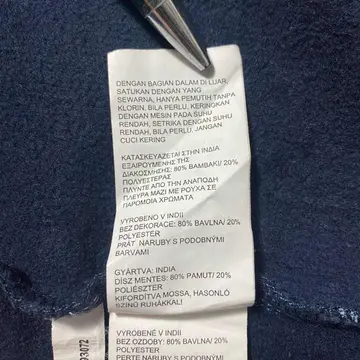 DENGAN BAGIAN DALAM DI LUAR,
SATUKAN DENGAN YANG
SEWARNA, HANYA PEMUTIH TANPA
KLORIN, BILA PERLU, KERINGKAN
DENGAN MESIN PADA SUHU
RENDAH, SETRIKA DENGAN SUHU
RENDAH, BILA PERLU, JANGAN
CUCI KERING
ΚΑΤΑΣΚΕΥΑΖΕΤΑΙ ΣΤΗΝ ΙΝΔΙΑ
ΕΞΑΙΡΟΥΜΕΝΗΣ ΤΗΣ
ΔΙΑΚΟΣΜΗΣΗΣ: 80% ΒΑΜΒΑΚΙ/ 20%
ΠΟΛΥΕΣΤΕΡΑΣ
ΠΛΥΝΤΕ ΑΠΟ ΤΗΝ ΑΝΑΠΟΔΗ
ΠΛΕΥΡΑ ΜΑΖΙ ΜΕ ΡΟΥΧΑ ΣΕ
ΠΑΡΟΜΟΙΑ ΧΡΩΜΑΤΑ
VYROBENO V INDII
BEZ DEKORACE: 80% BAVLNA/ 20%
POLYESTER
PRÁT NARUBY S PODOBNÝMI
BARVAMI
GYÁRTVA: INDIA
DÍSZ MENTES: 80% PAMUT/ 20%
POLIÉSZTER
KIFORDÍTVA MOSSA, HASONLÓ
SZÍNŰ RUHÁKKAL
VYROBENÉ V INDII
BEZ OZDOBY: 80% BAVLNA/ 20%
POLYESTER
PERTE NARUBY S PODOBNÝMI
93072